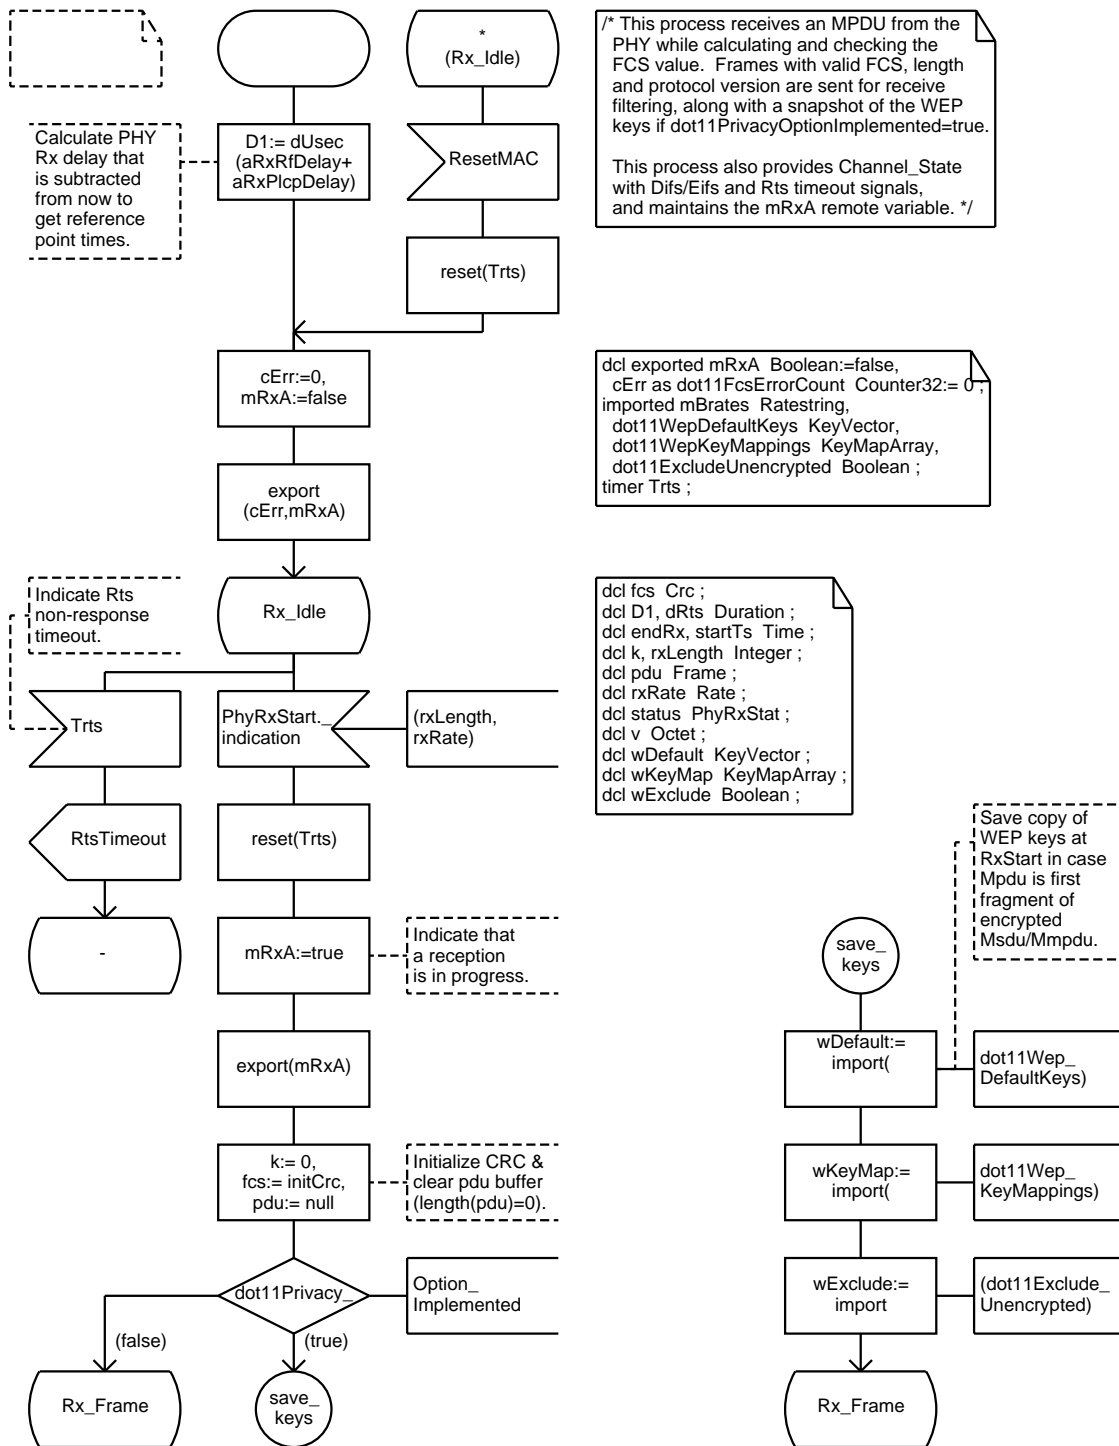 *
(Rx_Idle)
/* This process receives an MPDU from the
PHY while calculating and checking the
FCS value.  Frames with valid FCS, length
and protocol version are sent for receive
filtering, along with a snapshot of the WEP
keys if dot11PrivacyOptionImplemented=true.
This process also provides Channel_State
with Difs/Eifs and Rts timeout signals,
and maintains the mRxA remote variable. */
Calculate PHY
Rx delay that
is subtracted
from now to
get reference
point times.
D1:= dUsec
(aRxRfDelay+
aRxPlcpDelay)
ResetMAC
reset(Trts)
cErr:=0,
mRxA:=false
dcl exported mRxA  Boolean:=false,
cErr as dot11FcsErrorCount  Counter32:= 0 ;
imported mBrates  Ratestring,
dot11WepDefaultKeys  KeyVector,
dot11WepKeyMappings  KeyMapArray,
dot11ExcludeUnencrypted  Boolean ;
timer Trts ;
export
(cErr,mRxA)
Indicate Rts
non-response
timeout.
Rx_Idle
dcl fcs  Crc ;
dcl D1, dRts  Duration ;
dcl endRx, startTs  Time ;
dcl k, rxLength  Integer ;
dcl pdu  Frame ;
dcl rxRate  Rate ;
dcl status  PhyRxStat ;
dcl v  Octet ;
dcl wDefault  KeyVector ;
dcl wKeyMap  KeyMapArray ;
dcl wExclude  Boolean ;
Trts
PhyRxStart._
indication
(rxLength,
rxRate)
RtsTimeout
reset(Trts)
Save copy of
WEP keys at
RxStart in case
Mpdu is first
fragment of
encrypted
Msdu/Mmpdu.
-
mRxA:=true
Indicate that
a reception
is in progress.
save_
keys
export(mRxA)
wDefault:=
import(
dot11Wep_
DefaultKeys)
k:= 0,
fcs:= initCrc,
pdu:= null
Initialize CRC &
clear pdu buffer
(length(pdu)=0).
wKeyMap:=
import(
dot11Wep_
KeyMappings)
dot11Privacy_
Option_
Implemented
wExclude:=
import
(dot11Exclude_
Unencrypted)
(false)
(true)
Rx_Frame
save_
keys
Rx_Frame